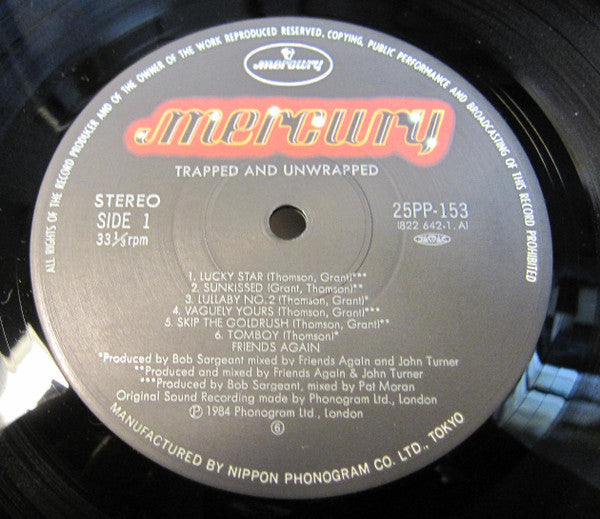 ALL RIGHTS OF THE RECORD PRODUCER AND OF THE OWNER OF THE WORK REPRODUCED RESERVED. COPYING, PUBLIC PERFORMANCE AND BROADCASTING OF THIS RECORD PROHIBITED
mercury
mercury
TRAPPED AND UNWRAPPED
STEREO
SIDE 1
33 1/3 rpm
25PP-153
(822 642-1. A)
1. LUCKY STAR (Thomson, Grant)***
2. SUNKISSED (Grant, Thomson)**
3. LULLABY NO. 2 (Thomson, Grant)*
4. VAGUELY YOURS (Thomson, Grant)***
5. SKIP THE GOLDRUSH (Thomson, Grant)**
6. TOMBOY (Thomson)*
FRIENDS AGAIN
*Produced by Bob Sargeant mixed by Friends Again and John Turner
**Produced and mixed by Friends Again & John Turner
***Produced by Bob Sargeant, mixed by Pat Moran
Original Sound Recording made by Phonogram Ltd., London
℗ 1984 Phonogram Ltd., London
⑥
MANUFACTURED BY NIPPON PHONOGRAM CO. LTD., TOKYO